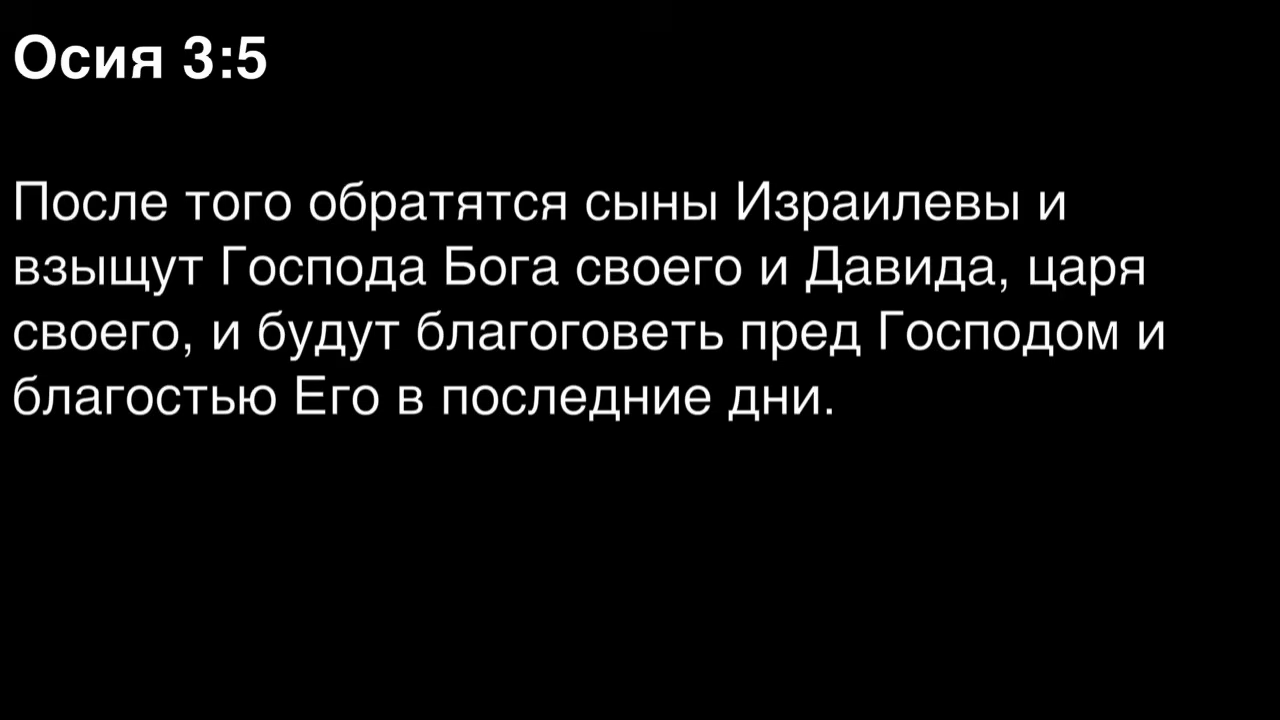 Осия 3:5
После того обратятся сыны Израилевы и
взыщут Господа Бога своего и Давида, царя
своего, и будут благоговеть пред Господом и
благостью Его в последние дни.